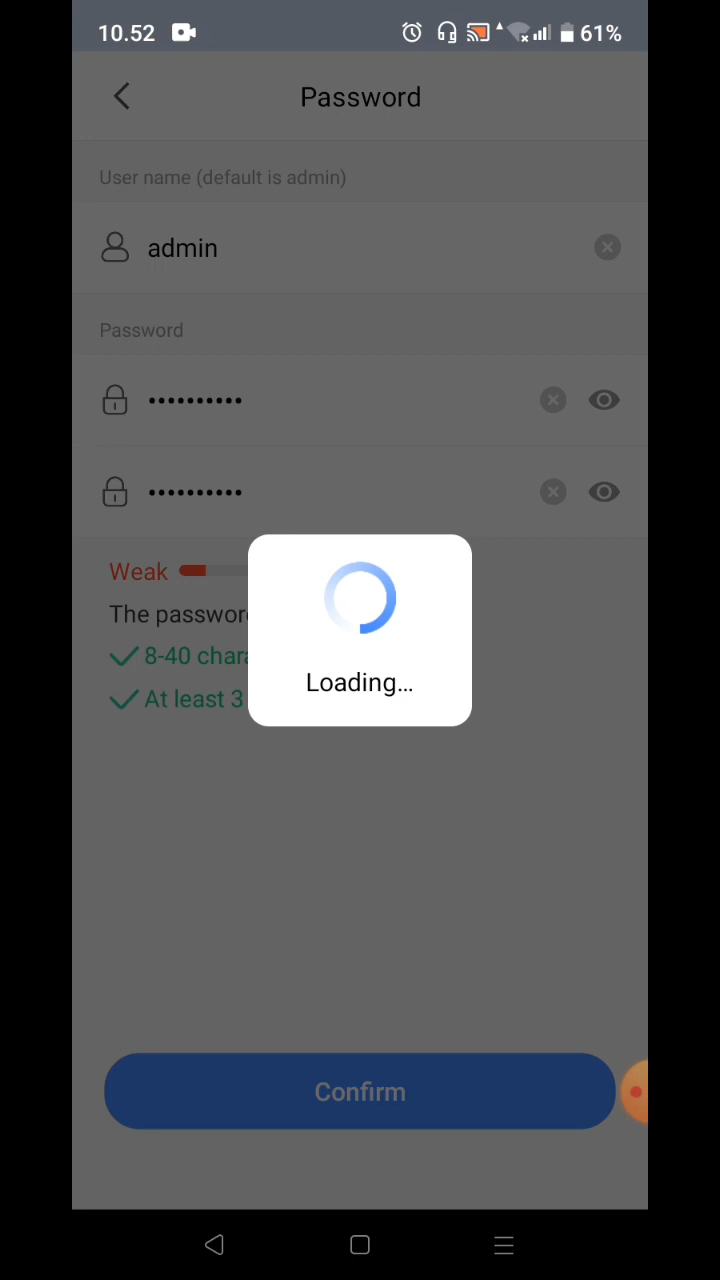 10.52
61%
Password
User name (default is admin)
admin
Password
••••••••••
••••••••••
Weak
The passwor
8-40 chara
At least 3
Loading...
Confirm